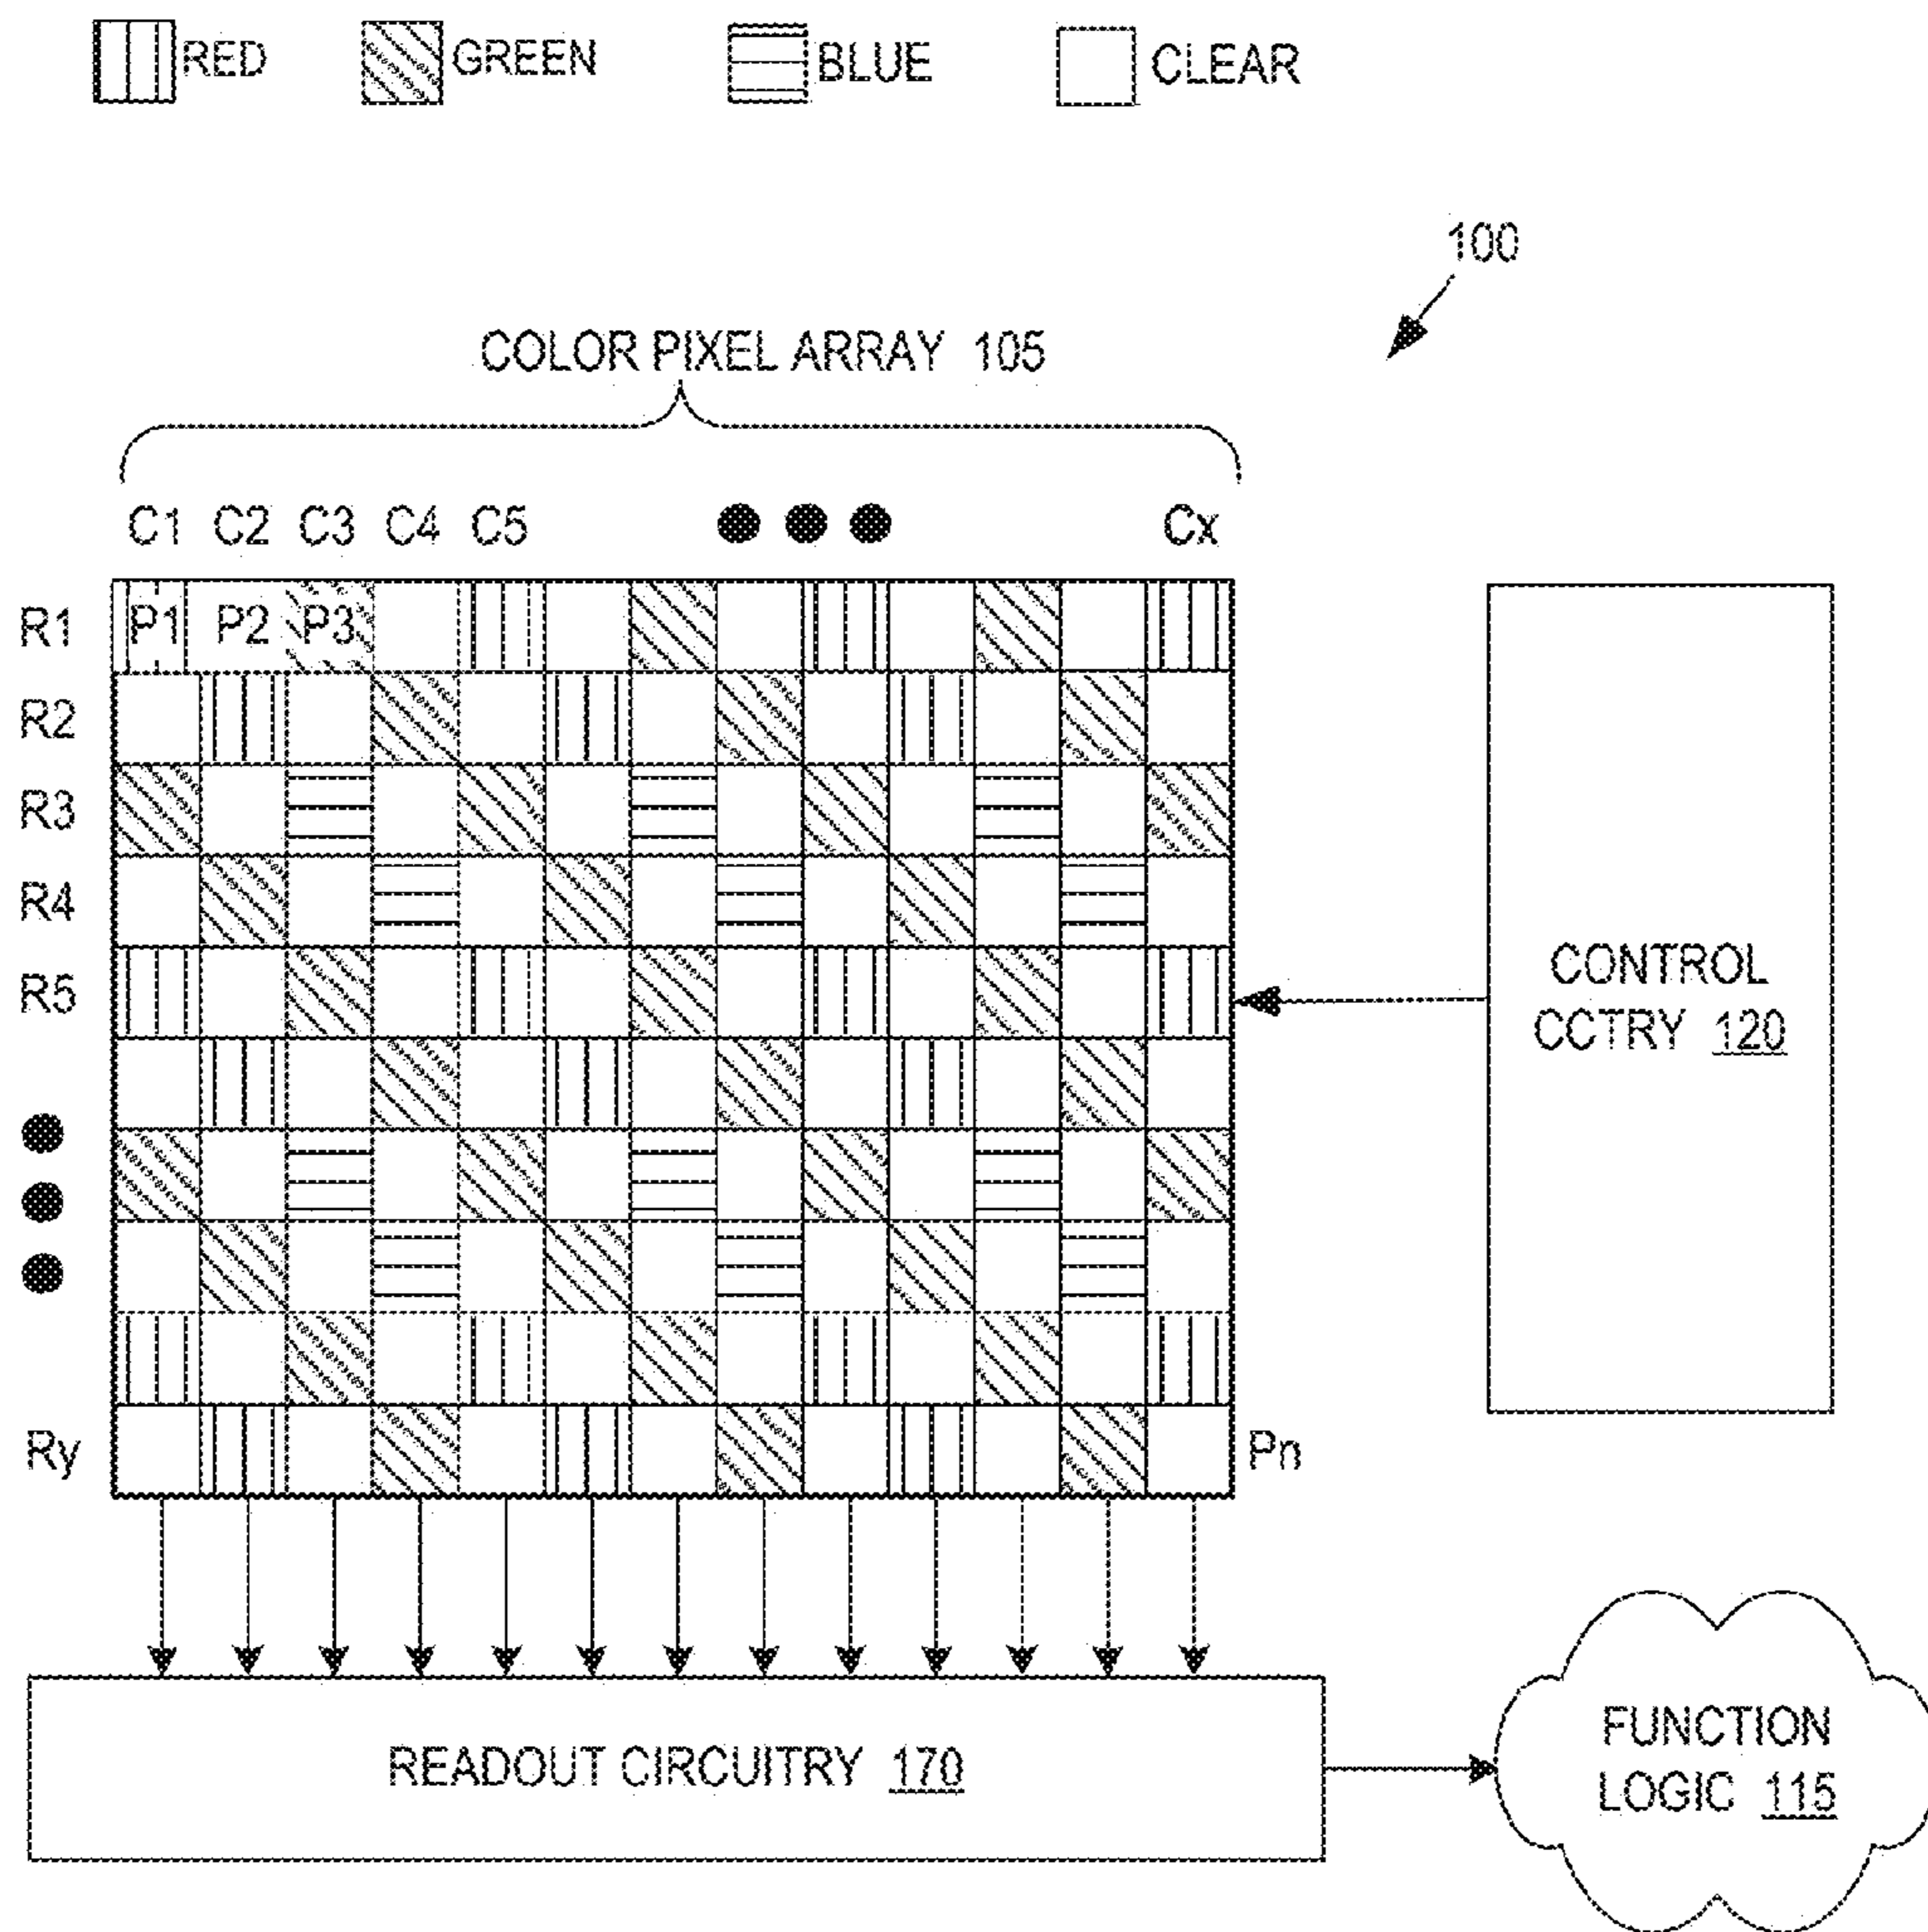 RED GREEN BLUE CLEAR
100
COLOR PIXEL ARRAY 105
C1 C2 C3 C4 C5 Cx
R1 P1 P2 P3
R2
R3
R4
R5
CONTROL
CCTRY 120
Ry Pn
READOUT CIRCUITRY 170
FUNCTION
LOGIC 115